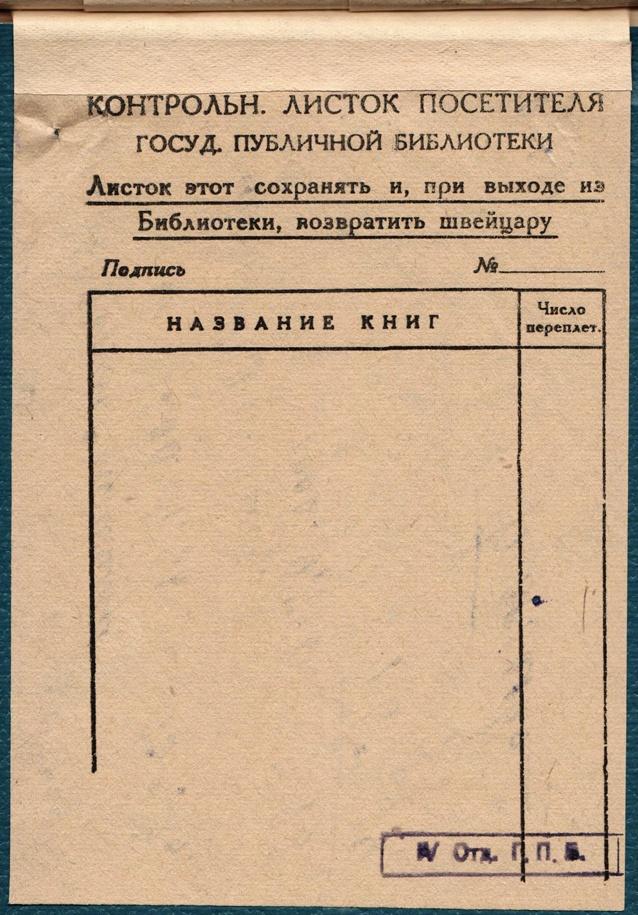 КОНТРОЛЬН. ЛИСТОК ПОСЕТИТЕЛЯ
ГОСУД. ПУБЛИЧНОЙ БИБЛИОТЕКИ
Листок этот сохранять и, при выходе из
Библиотеки, возвратить швейцару
Подпись №
НАЗВАНИЕ КНИГ
Число
переплет.
Отд. Г. П. Б.